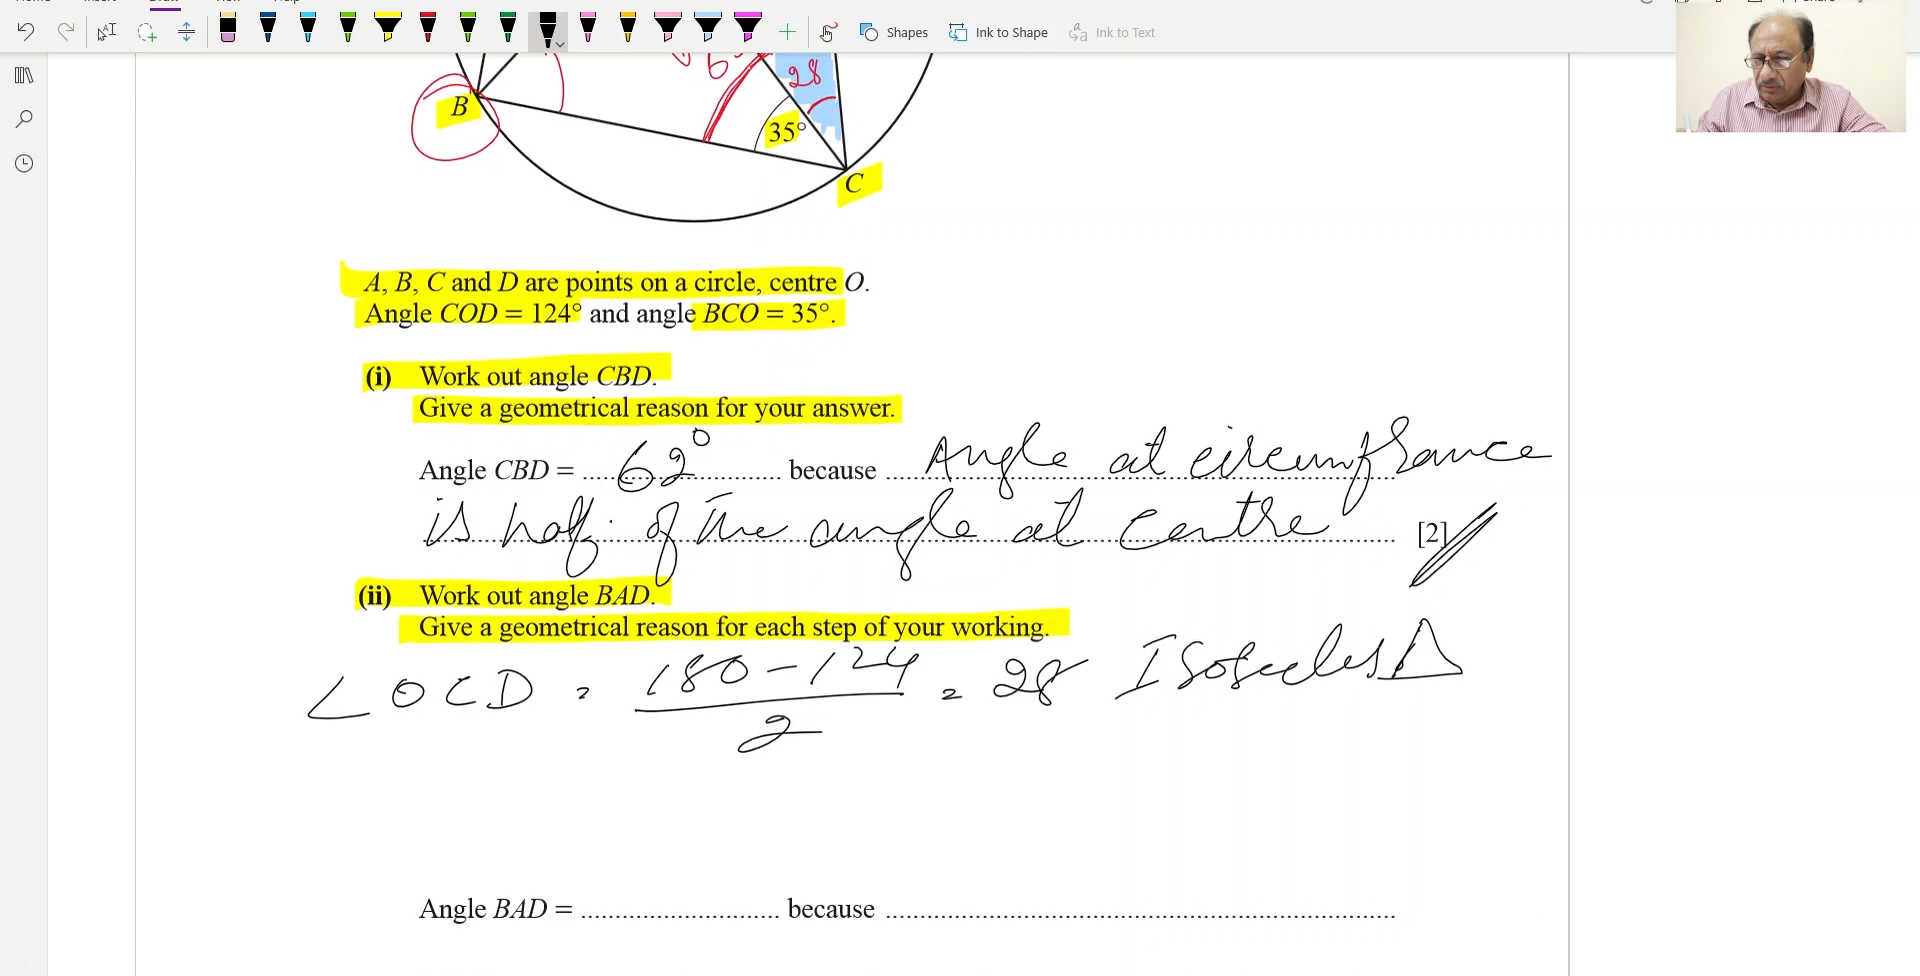 Shapes Ink to Shape Ink to Text
28
B
35°
C
A, B, C and D are points on a circle, centre O.
Angle COD = 124° and angle BCO = 35°.
(i) Work out angle CBD.
Give a geometrical reason for your answer.
Angle CBD = 62° because Angle at circumfrance
is half of the angle at centre [2]
(ii) Work out angle BAD.
Give a geometrical reason for each step of your working.
∠OCD = 180 - 124 = 28 Isosceles Δ
2
Angle BAD = ........................... because ...........................